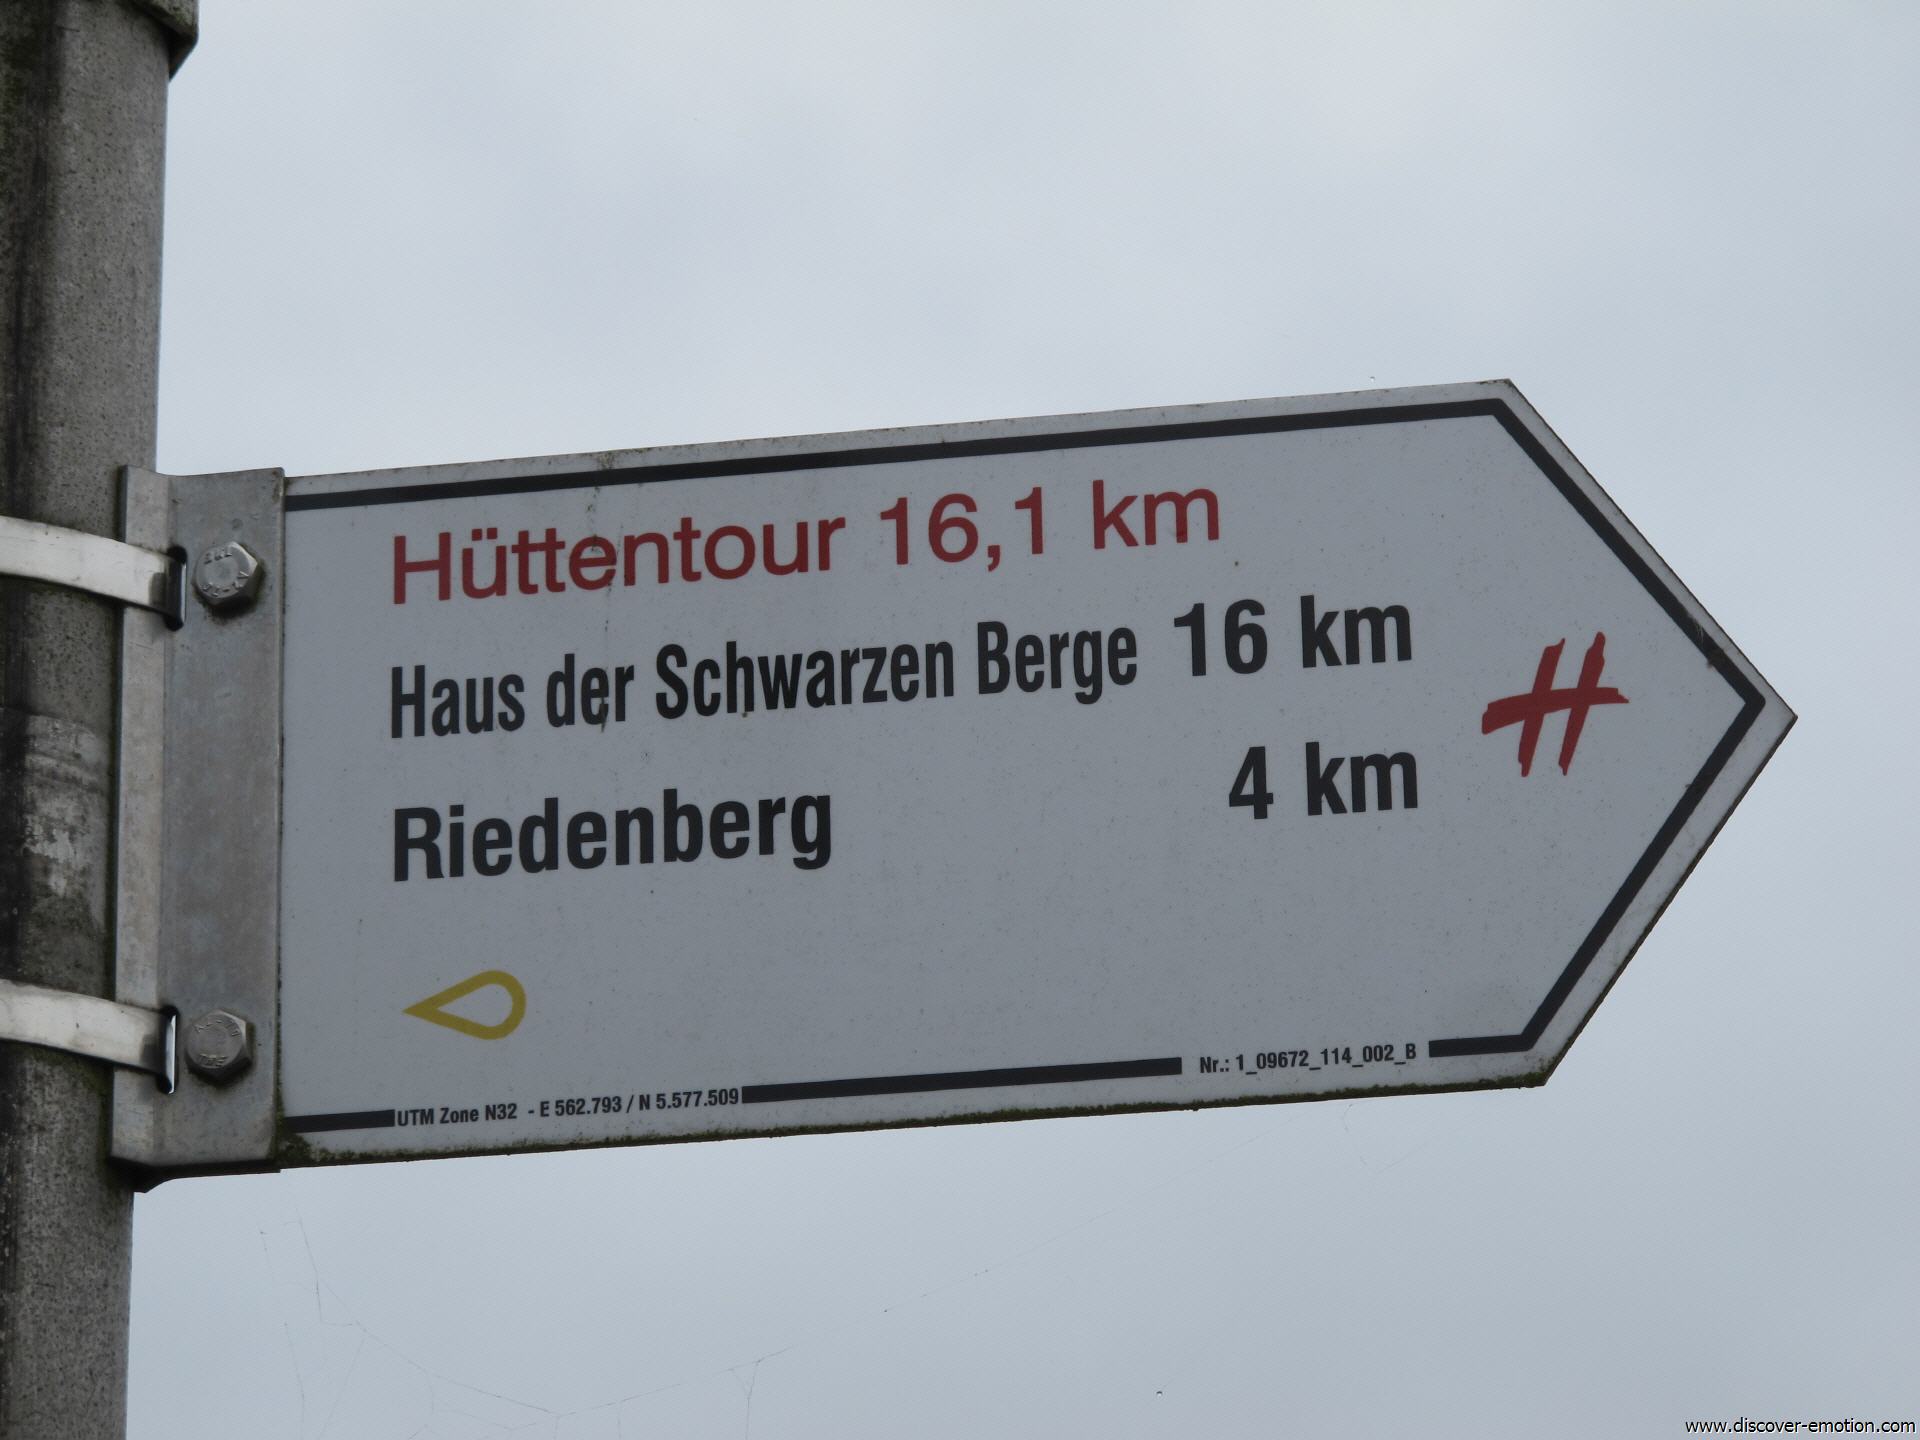 Hüttentour 16,1 km
Haus der Schwarzen Berge 16 km
Riedenberg 4 km
UTM Zone N32 - E 562.793 / N 5.577.509
Nr.: 1_09672_114_002_B
www.discover-emotion.com